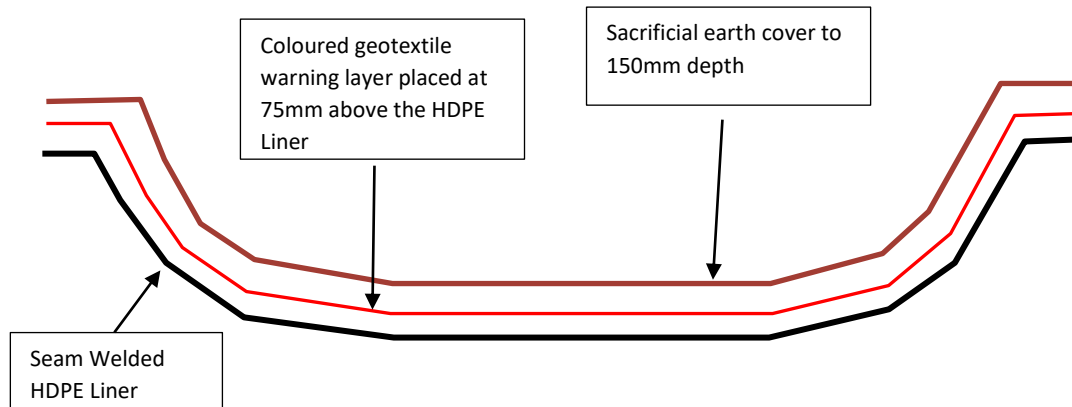 Coloured geotextile
warning layer placed at
75mm above the HDPE
Liner
Sacrificial earth cover to
150mm depth
Seam Welded
HDPE Liner